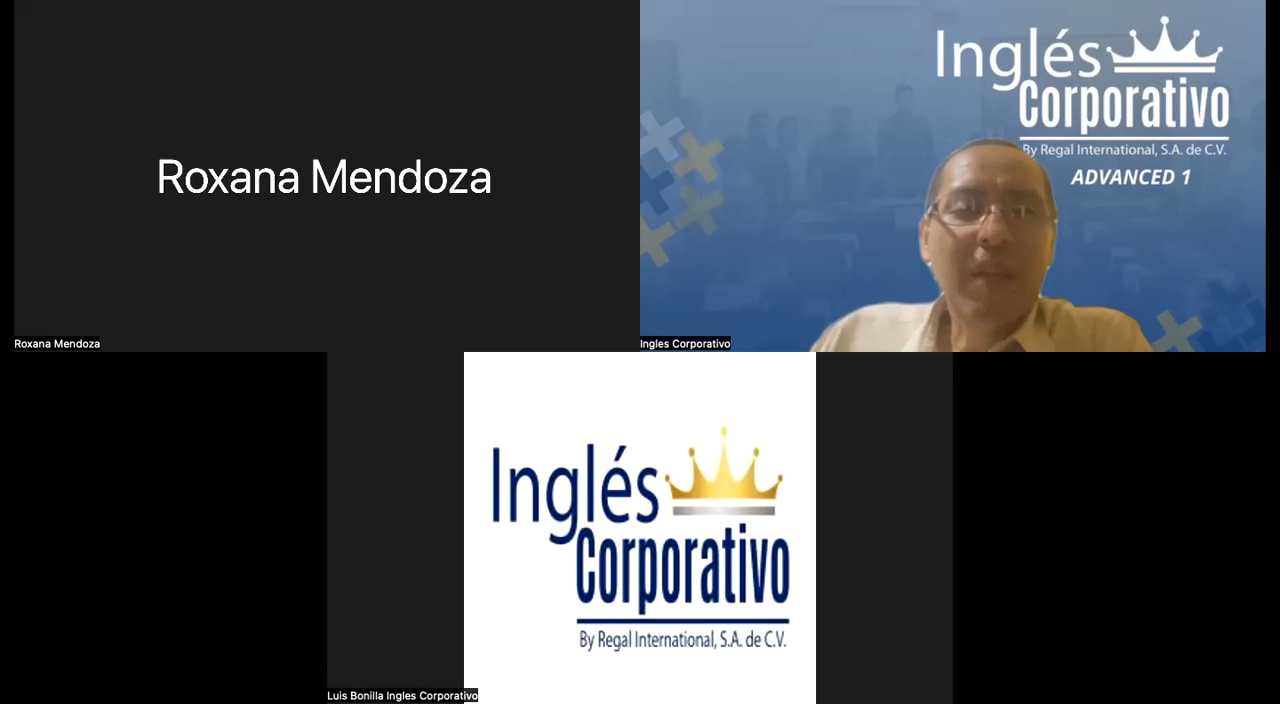 Roxana Mendoza
Roxana Mendoza
Inglés
Corporativo
By Regal International, S.A. de C.V.
ADVANCED 1
Ingles Corporativo
Inglés
Corporativo
By Regal International, S.A. de C.V.
Luis Bonilla Ingles Corporativo